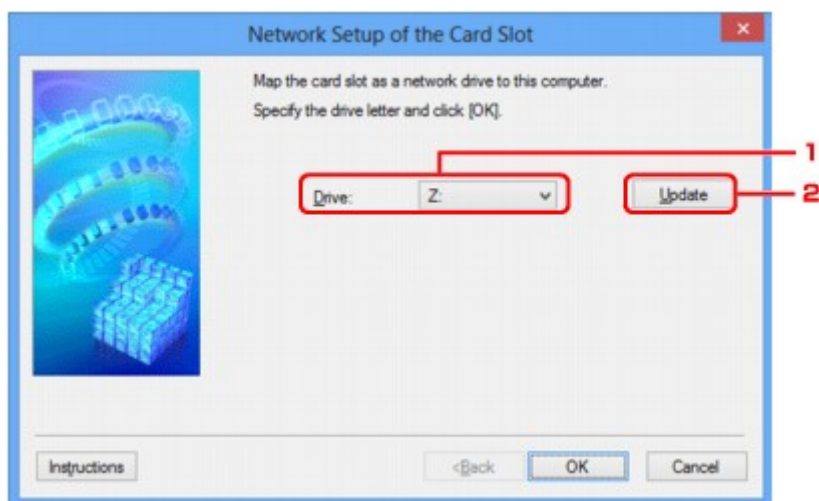 Network Setup of the Card Slot
Map the card slot as a network drive to this computer.
Specify the drive letter and click [OK].
1
Drive: Z: Update
2
Instructions <Back OK Cancel